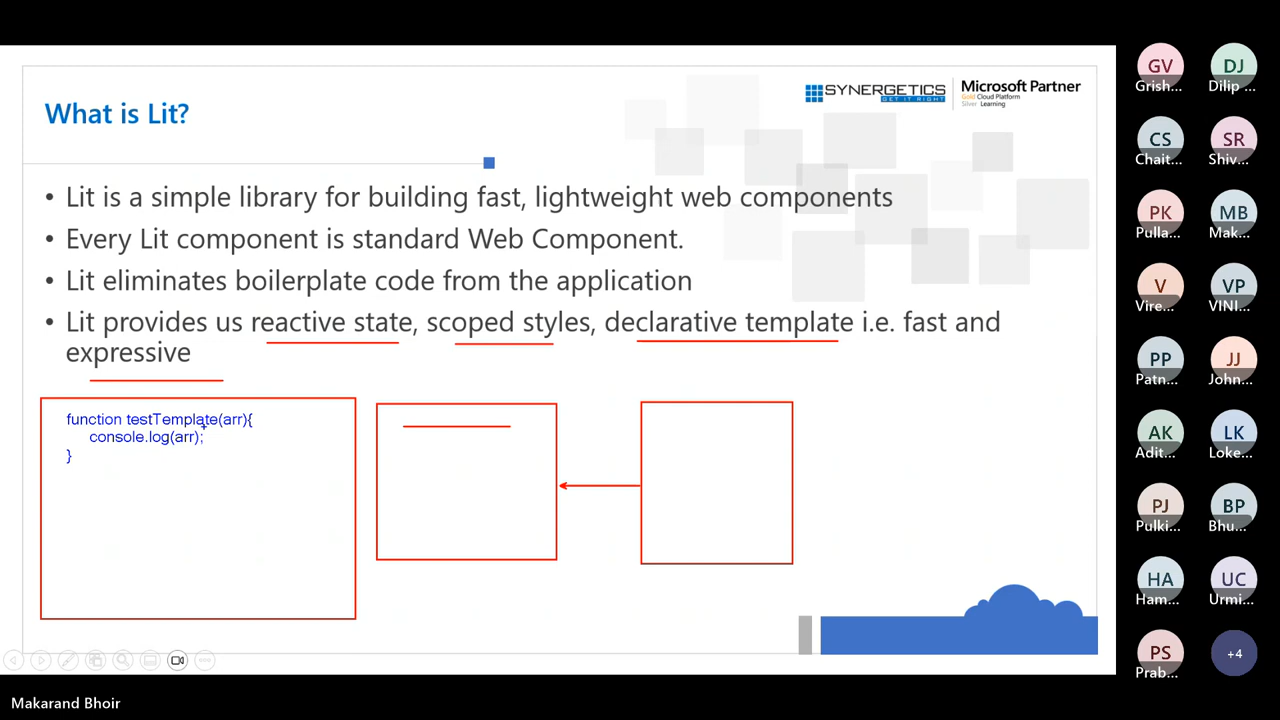 What is Lit?
SYNERGETICS
GET IT RIGHT
Microsoft Partner
Gold Cloud Platform
Silver Learning
• Lit is a simple library for building fast, lightweight web components
• Every Lit component is standard Web Component.
• Lit eliminates boilerplate code from the application
• Lit provides us reactive state, scoped styles, declarative template i.e. fast and
expressive
function testTemplate(arr){
console.log(arr);
}
GV
Grish...
DJ
Dilip ...
CS
Chait...
SR
Shiv...
PK
Pulla...
MB
Mak...
V
Vire...
VP
VINI...
PP
Patn...
JJ
John...
AK
Adit...
LK
Loke...
PJ
Pulki...
BP
Bhu...
HA
Ham...
UC
Urmi...
PS
Prab...
+4
Makarand Bhoir